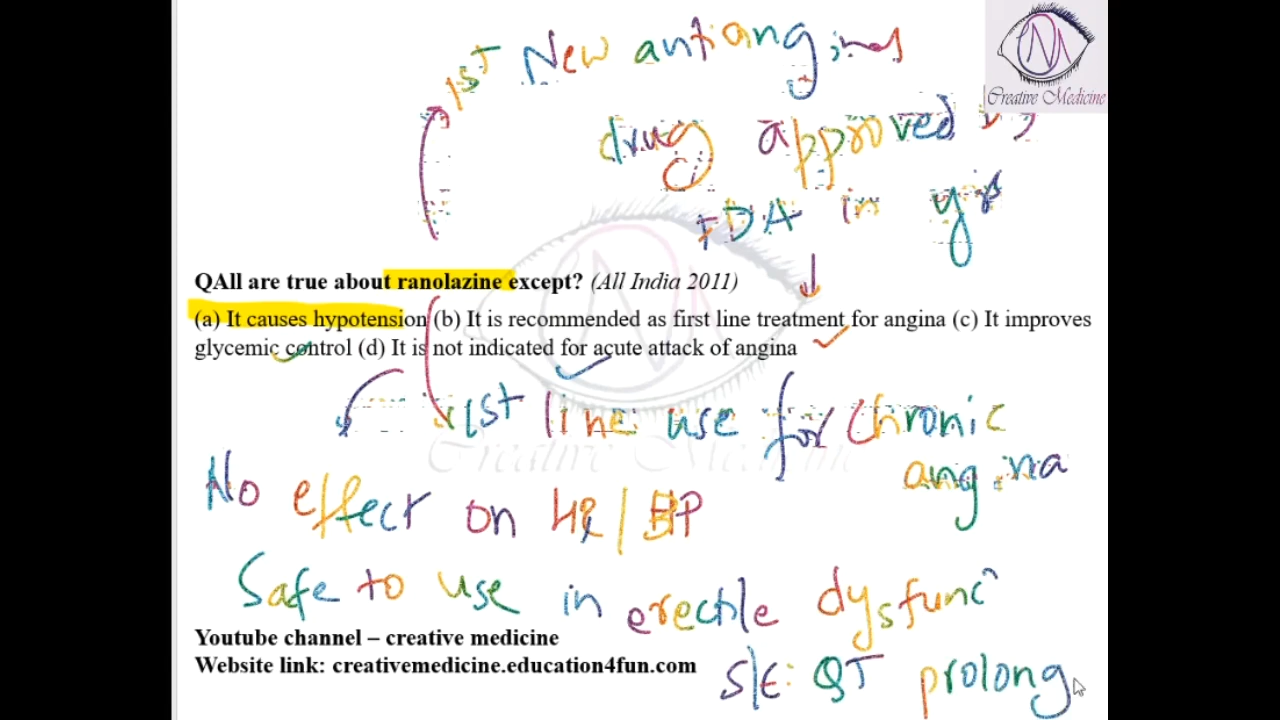 1st New antianginal
Creative Medicine
drug approved by
FDA in yrs
QAll are true about ranolazine except? (All India 2011)
(a) It causes hypotension (b) It is recommended as first line treatment for angina (c) It improves
glycemic control (d) It is not indicated for acute attack of angina
1st line use for chronic
angina
Creative Medicine
No effect on HR/BP
Safe to use in erectile dysfunc
Youtube channel – creative medicine
Website link: creativemedicine.education4fun.com
S/E: QT prolong